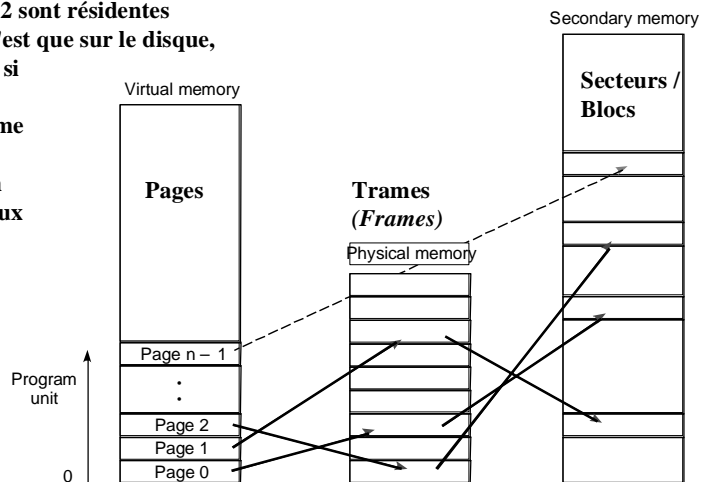 2 sont résidentes
'est que sur le disque,
si
me
ux
Secondary memory
Virtual memory
Secteurs /
Blocs
Pages
Trames
(Frames)
Physical memory
Page n – 1
.
.
Program
unit
Page 2
Page 1
Page 0
0